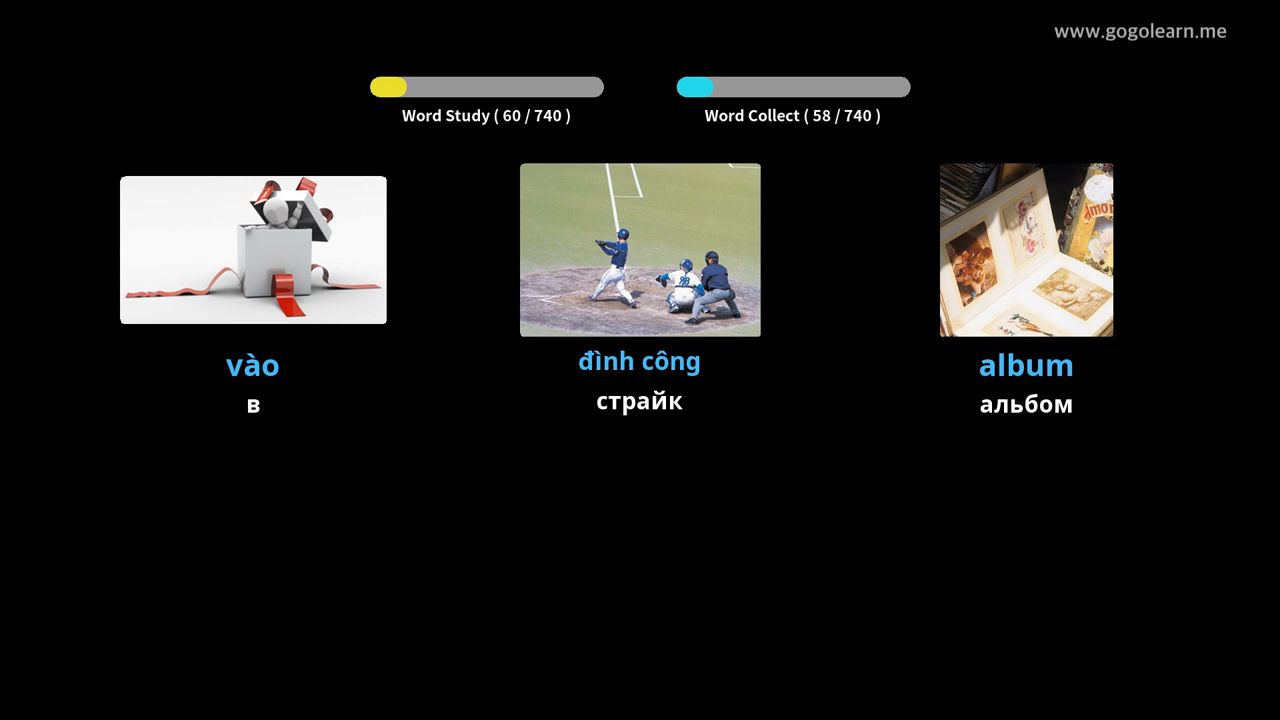 www.gogolearn.me
Word Study ( 60 / 740 )
Word Collect ( 58 / 740 )
vào
в
đình công
страйк
album
альбом